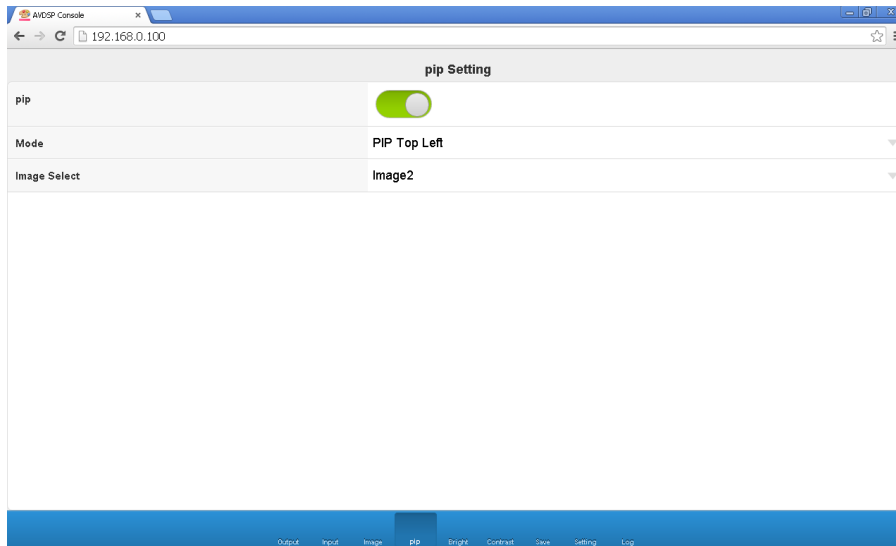 AVDSP Console
192.168.0.100
pip Setting
pip
Mode PIP Top Left
Image Select Image2
Output Input Image pip Bright Contrast Save Setting Log